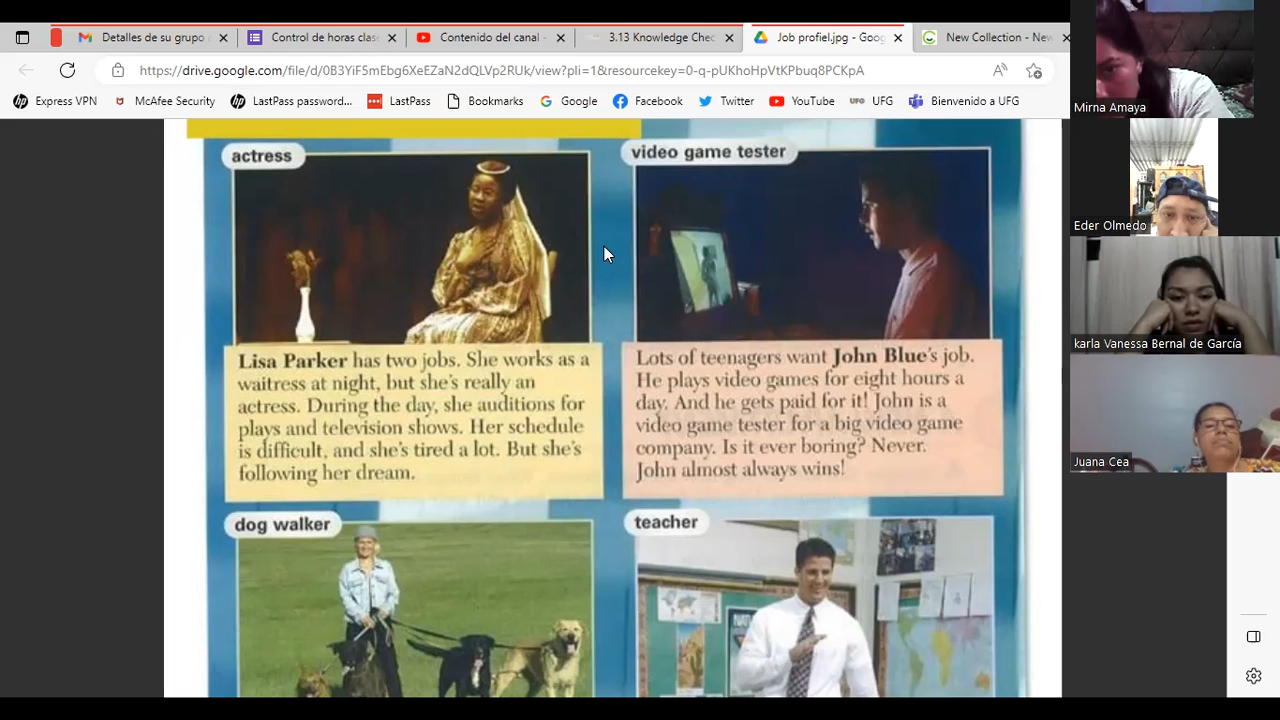 Detalles de su grupo
Control de horas clas
Contenido del canal -
3.13 Knowledge Chec
Job profiel.jpg - Goog
New Collection - New
https://drive.google.com/file/d/0B3YiF5mEbg6XeEZaN2dQLVp2RUk/view?pli=1&resourcekey=0-q-pUKhoHpVtKPbuq8PCKpA
Express VPN
McAfee Security
LastPass password...
LastPass
Bookmarks
Google
Facebook
Twitter
YouTube
UFG
Bienvenido a UFG
actress
Lisa Parker has two jobs. She works as a
waitress at night, but she's really an
actress. During the day, she auditions for
plays and television shows. Her schedule
is difficult, and she's tired a lot. But she's
following her dream.
video game tester
Lots of teenagers want John Blue's job.
He plays video games for eight hours a
day. And he gets paid for it! John is a
video game tester for a big video game
company. Is it ever boring? Never.
John almost always wins!
dog walker
teacher
Mirna Amaya
Eder Olmedo
karla Vanessa Bernal de García
Juana Cea